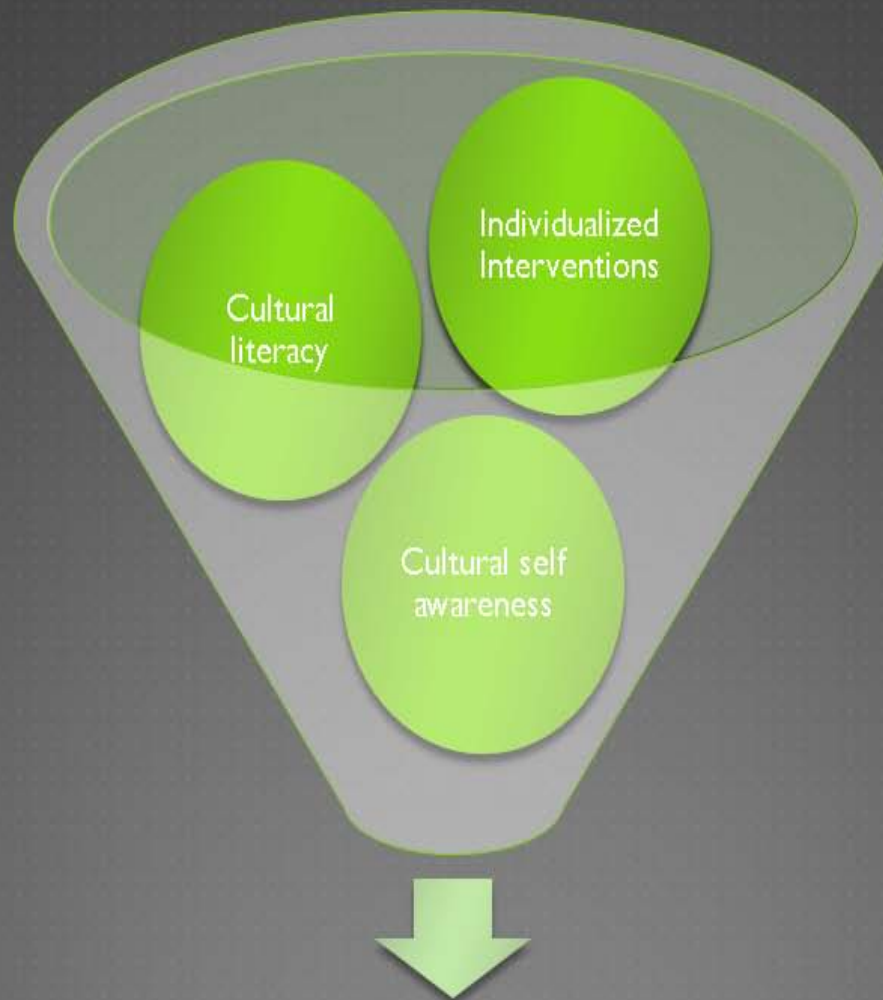 Individualized
Interventions
Cultural
literacy
Cultural self
awareness